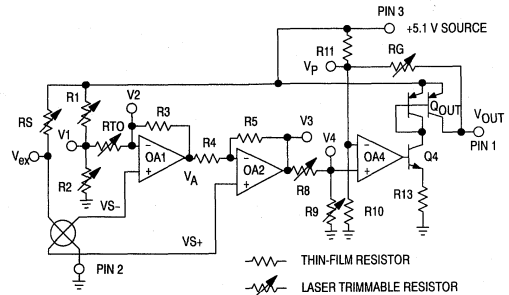 PIN 3
+5.1 V SOURCE
R11
RG
VP
RS
R1
V2
R3
QOUT
VOUT
PIN 1
V1
RTO
R5
V3
V4
R4
Vex
OA1
OA2
OA4
Q4
R2
VA
R8
VS–
R9
R10
R13
VS+
PIN 2
THIN-FILM RESISTOR
LASER TRIMMABLE RESISTOR